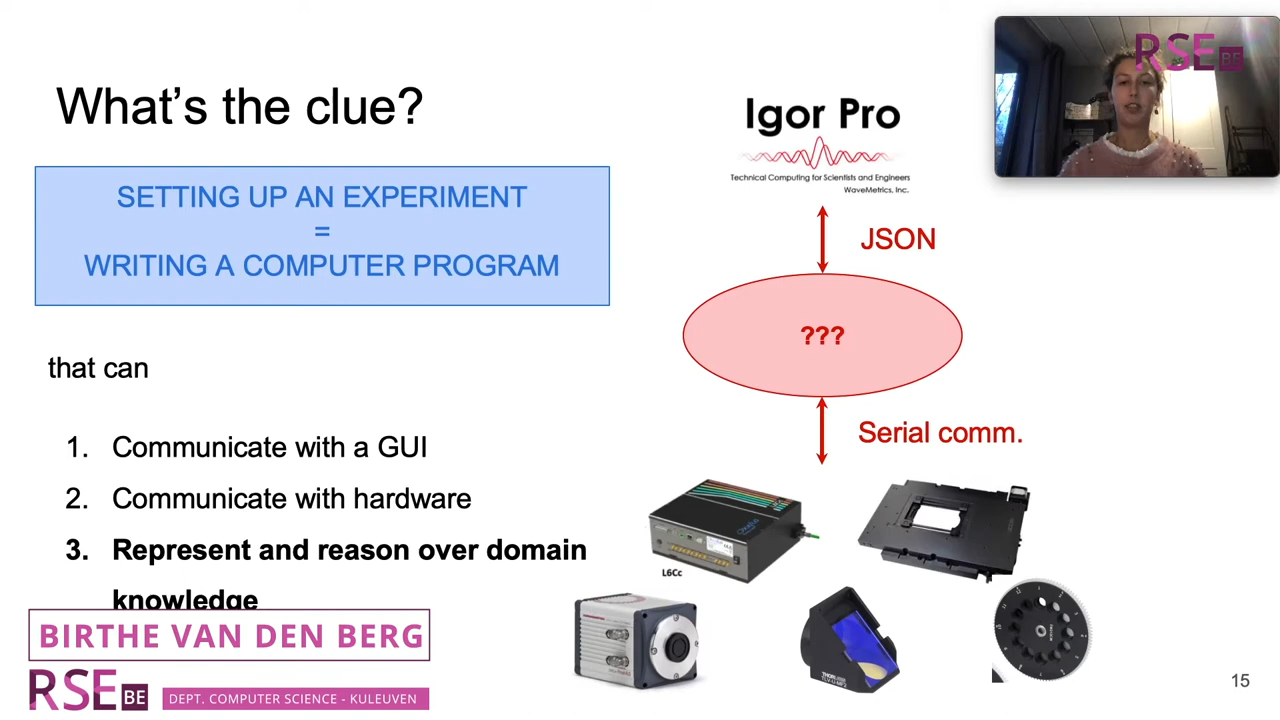 What's the clue?
SETTING UP AN EXPERIMENT
=
WRITING A COMPUTER PROGRAM
that can
1. Communicate with a GUI
2. Communicate with hardware
3. Represent and reason over domain
knowledge
Igor Pro
Technical Computing for Scientists and Engineers
WaveMetrics, Inc.
JSON
???
Serial comm.
L6Cc
THORLABS
RSE BE
BIRTHE VAN DEN BERG
RSE BE
DEPT. COMPUTER SCIENCE - KULEUVEN
15